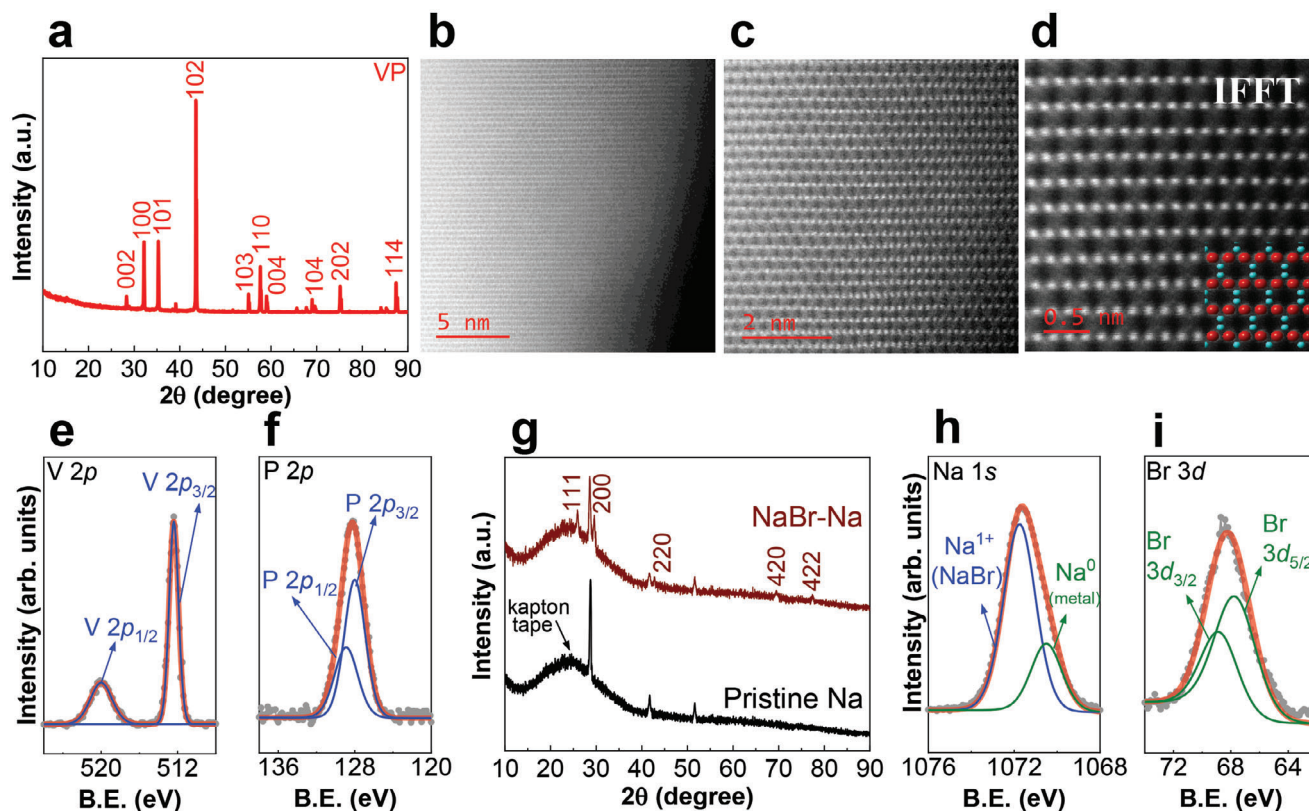 a
VP
002
100
101
102
103
110
004
104
202
114
Intensity (a.u.)
10 20 30 40 50 60 70 80 90
2θ (degree)
b
5 nm
c
2 nm
d
IFFT
0.5 nm
e
V 2p
V 2p3/2
V 2p1/2
Intensity (arb. units)
520 512
B.E. (eV)
f
P 2p
P 2p3/2
P 2p1/2
136 128 120
B.E. (eV)
g
111
200
NaBr-Na
220
420
422
kapton
tape
Pristine Na
Intensity (a.u.)
10 20 30 40 50 60 70 80 90
2θ (degree)
h
Na 1s
Na1+
(NaBr)
Na0
(metal)
Intensity (arb. units)
1076 1072 1068
B.E. (eV)
i
Br 3d
Br
3d5/2
Br
3d3/2
Intensity (arb. units)
72 68 64
B.E. (eV)